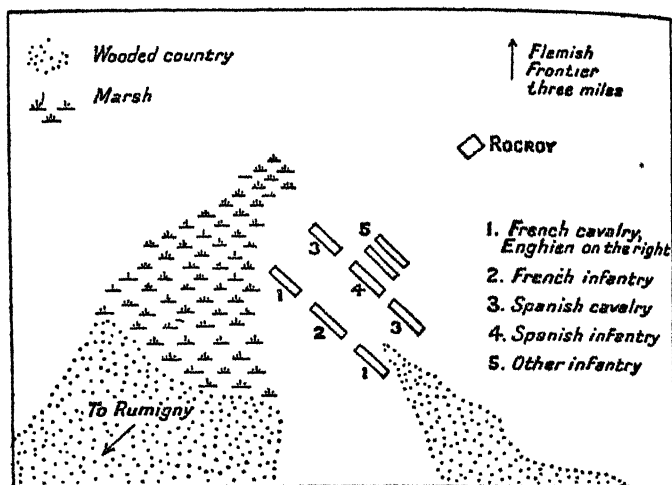 Wooded country
Marsh
Flemish
Frontier
three miles
ROCROY
1. French cavalry,
Enghien on the right
2. French infantry
3. Spanish cavalry
4. Spanish infantry
5. Other infantry
5
3
4
1
3
2
1
To Rumigny